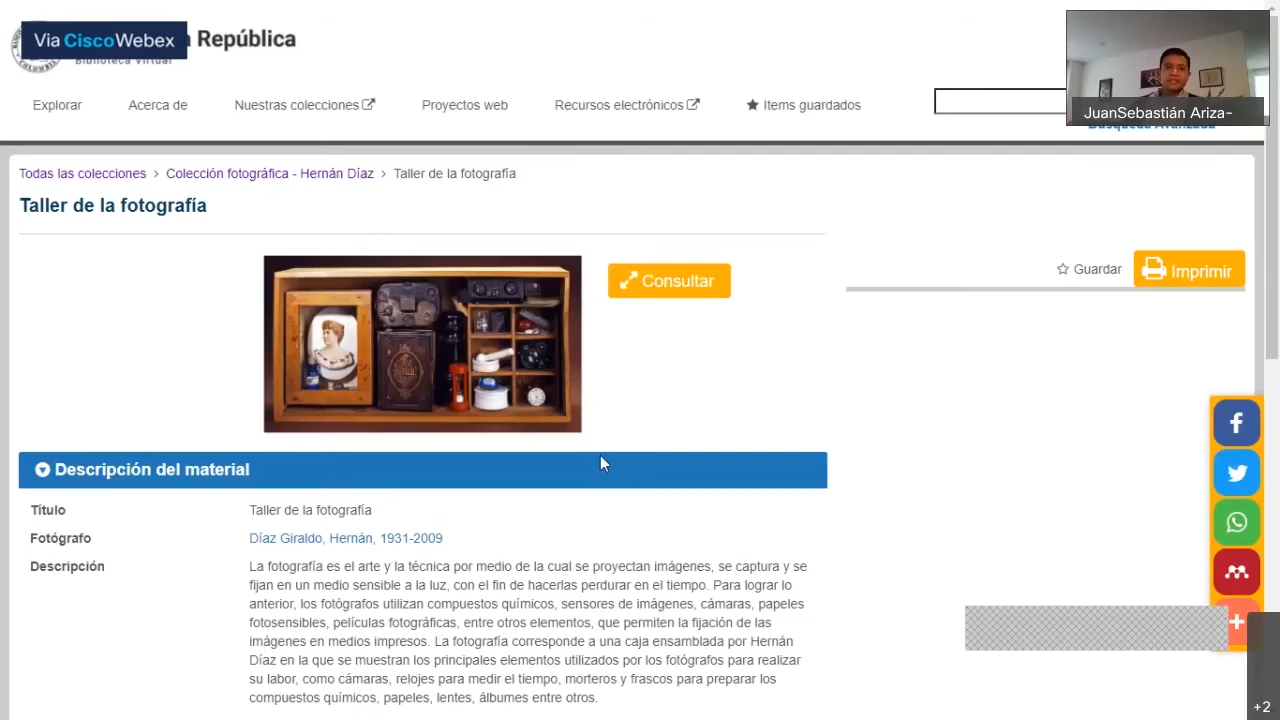 Via CiscoWebex
República
Biblioteca Virtual
JuanSebastián Ariza-
Explorar
Acerca de
Nuestras colecciones
Proyectos web
Recursos electrónicos
Items guardados
Búsqueda Avanzada
Todas las colecciones > Colección fotográfica - Hernán Díaz > Taller de la fotografía
Taller de la fotografía
Consultar
Guardar
Imprimir
Descripción del material
Título
Taller de la fotografía
Fotógrafo
Díaz Giraldo, Hernán, 1931-2009
Descripción
La fotografía es el arte y la técnica por medio de la cual se proyectan imágenes, se captura y se
fijan en un medio sensible a la luz, con el fin de hacerlas perdurar en el tiempo. Para lograr lo
anterior, los fotógrafos utilizan compuestos químicos, sensores de imágenes, cámaras, papeles
fotosensibles, películas fotográficas, entre otros elementos, que permiten la fijación de las
imágenes en medios impresos. La fotografía corresponde a una caja ensamblada por Hernán
Díaz en la que se muestran los principales elementos utilizados por los fotógrafos para realizar
su labor, como cámaras, relojes para medir el tiempo, morteros y frascos para preparar los
compuestos químicos, papeles, lentes, álbumes entre otros.
+2